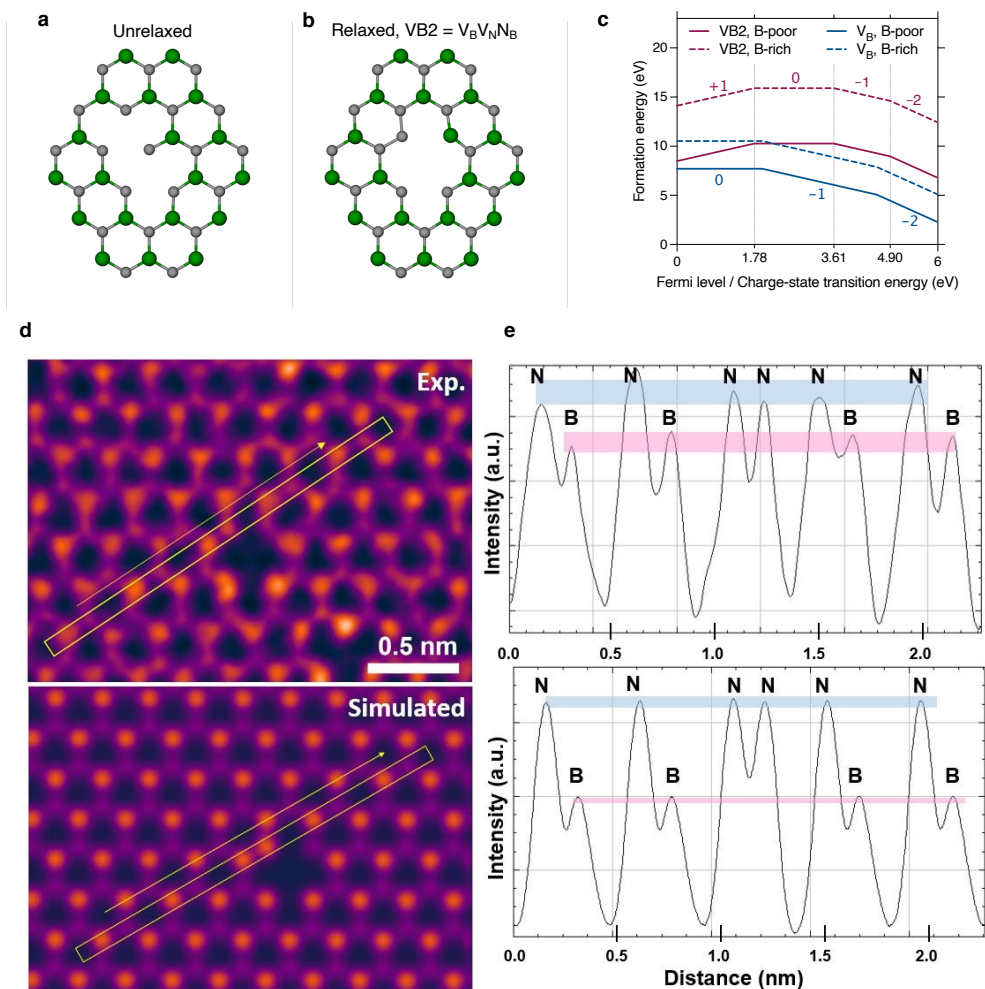 a
Unrelaxed
b
Relaxed, VB2 = VBVNNB
c
VB2, B-poor
VB2, B-rich
VB, B-poor
VB, B-rich
Formation energy (eV)
20
15
10
5
0
+1
0
−1
−2
0
−1
−2
0
1.78
3.61
4.90
6
Fermi level / Charge-state transition energy (eV)
d
Exp.
0.5 nm
Simulated
e
Intensity (a.u.)
N
B
N
B
N
N
N
B
N
B
0.0
0.5
1.0
1.5
2.0
Intensity (a.u.)
N
B
N
B
N
N
N
B
N
B
0.0
0.5
1.0
1.5
2.0
Distance (nm)